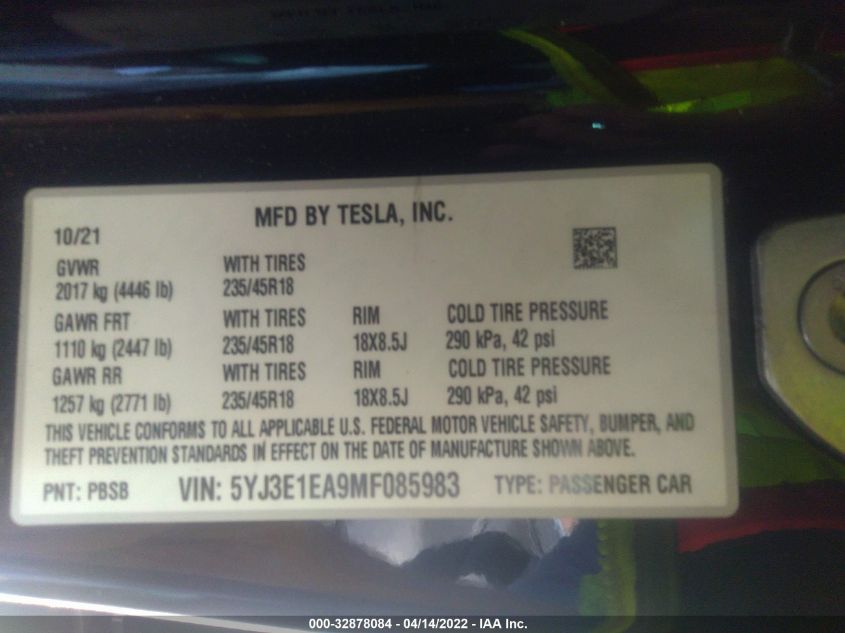 MFD BY TESLA, INC.
10/21
GVWR WITH TIRES
2017 kg (4446 lb) 235/45R18
GAWR FRT WITH TIRES RIM COLD TIRE PRESSURE
1110 kg (2447 lb) 235/45R18 18X8.5J 290 kPa, 42 psi
GAWR RR WITH TIRES RIM COLD TIRE PRESSURE
1257 kg (2771 lb) 235/45R18 18X8.5J 290 kPa, 42 psi
THIS VEHICLE CONFORMS TO ALL APPLICABLE U.S. FEDERAL MOTOR VEHICLE SAFETY, BUMPER, AND
THEFT PREVENTION STANDARDS IN EFFECT ON THE DATE OF MANUFACTURE SHOWN ABOVE.
PNT: PBSB VIN: 5YJ3E1EA9MF085983 TYPE: PASSENGER CAR
000-32878084 - 04/14/2022 - IAA Inc.